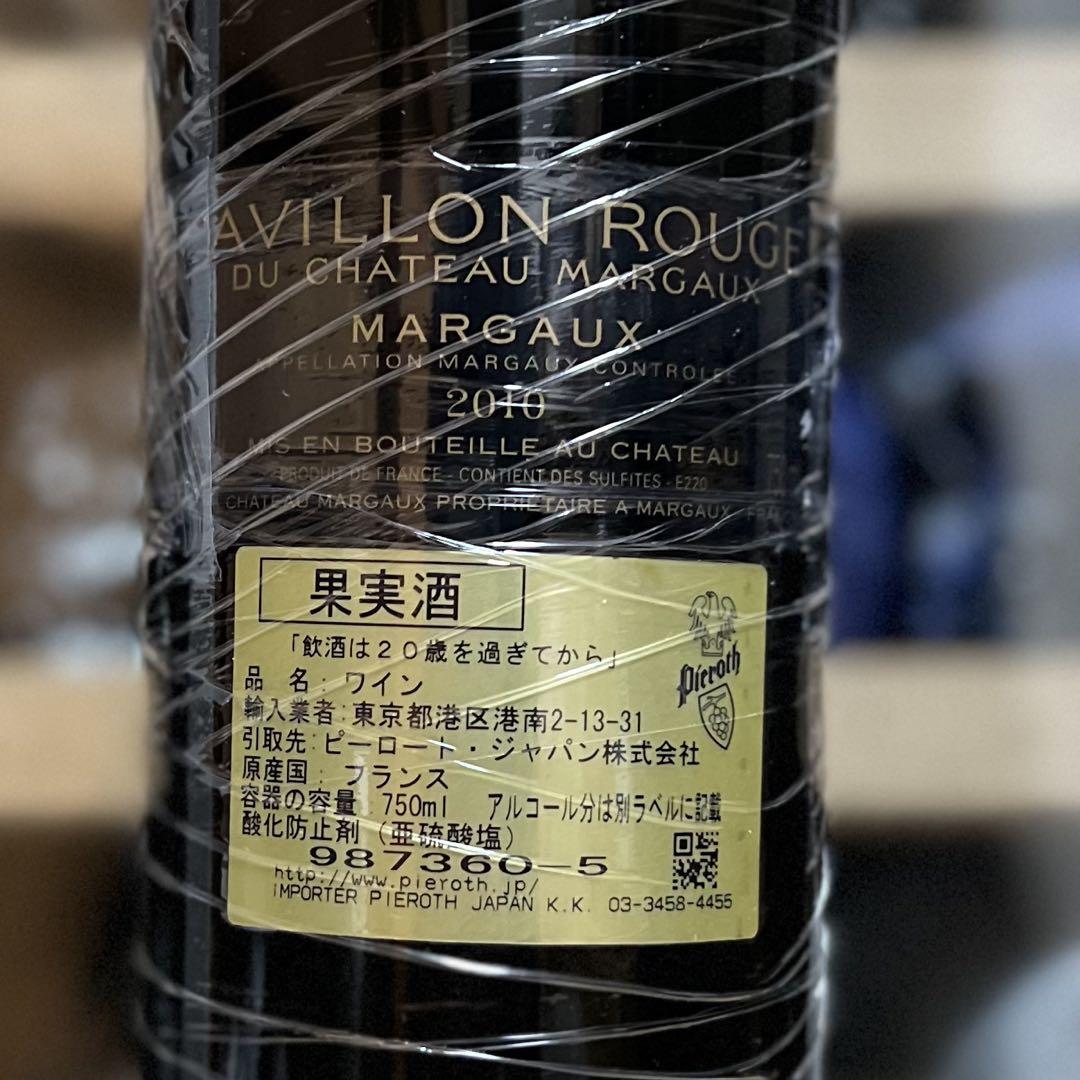 AVILLON ROUGE
DU CHÂTEAU MARGAUX
MARGAUX
APPELLATION MARGAUX CONTROLEE
2010
MIS EN BOUTEILLE AU CHATEAU
PRODUIT DE FRANCE - CONTIENT DES SULFITES - E220
CHATEAU MARGAUX PROPRIETAIRE A MARGAUX - FRA
果実酒
「飲酒は20歳を過ぎてから」
Pieroth
品 名: ワイン
輸入業者:東京都港区港南2-13-31
引取先:ピーロート・ジャパン株式会社
原産国: フランス
容器の容量 750ml アルコール分は別ラベルに記載
酸化防止剤(亜硫酸塩)
987360-5
http://www.pieroth.jp/
IMPORTER PIEROTH JAPAN K.K. 03-3458-4455